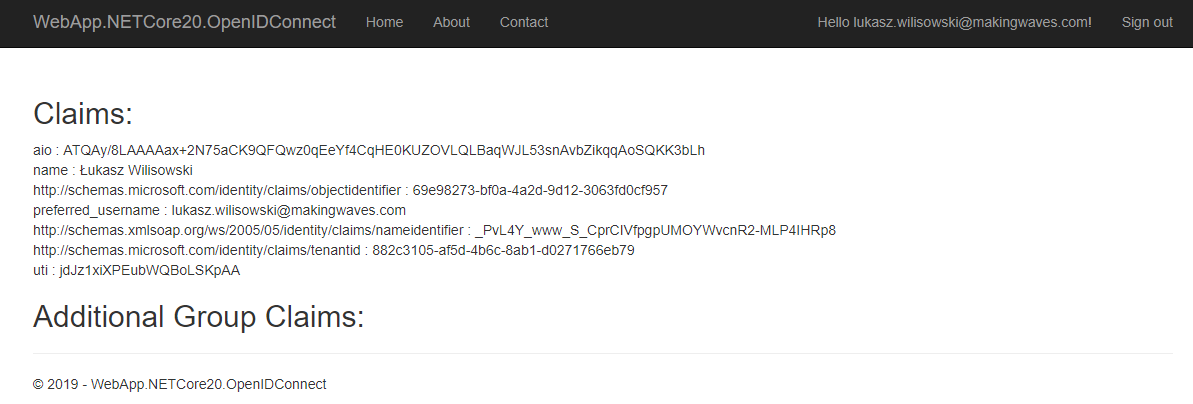 WebApp.NETCore20.OpenIDConnect Home About Contact Hello lukasz.wilisowski@makingwaves.com! Sign out
Claims:
aio : ATQAy/8LAAAAax+2N75aCK9QFQwz0qEeYf4CqHE0KUZOVLQLBaqWJL53snAvbZikqqAoSQKK3bLh
name : Łukasz Wilisowski
http://schemas.microsoft.com/identity/claims/objectidentifier : 69e98273-bf0a-4a2d-9d12-3063fd0cf957
preferred_username : lukasz.wilisowski@makingwaves.com
http://schemas.xmlsoap.org/ws/2005/05/identity/claims/nameidentifier : _PvL4Y_www_S_CprCIVfpgpUMOYWvcnR2-MLP4IHRp8
http://schemas.microsoft.com/identity/claims/tenantid : 882c3105-af5d-4b6c-8ab1-d0271766eb79
uti : jdJz1xiXPEubWQBoLSKpAA
Additional Group Claims:
© 2019 - WebApp.NETCore20.OpenIDConnect